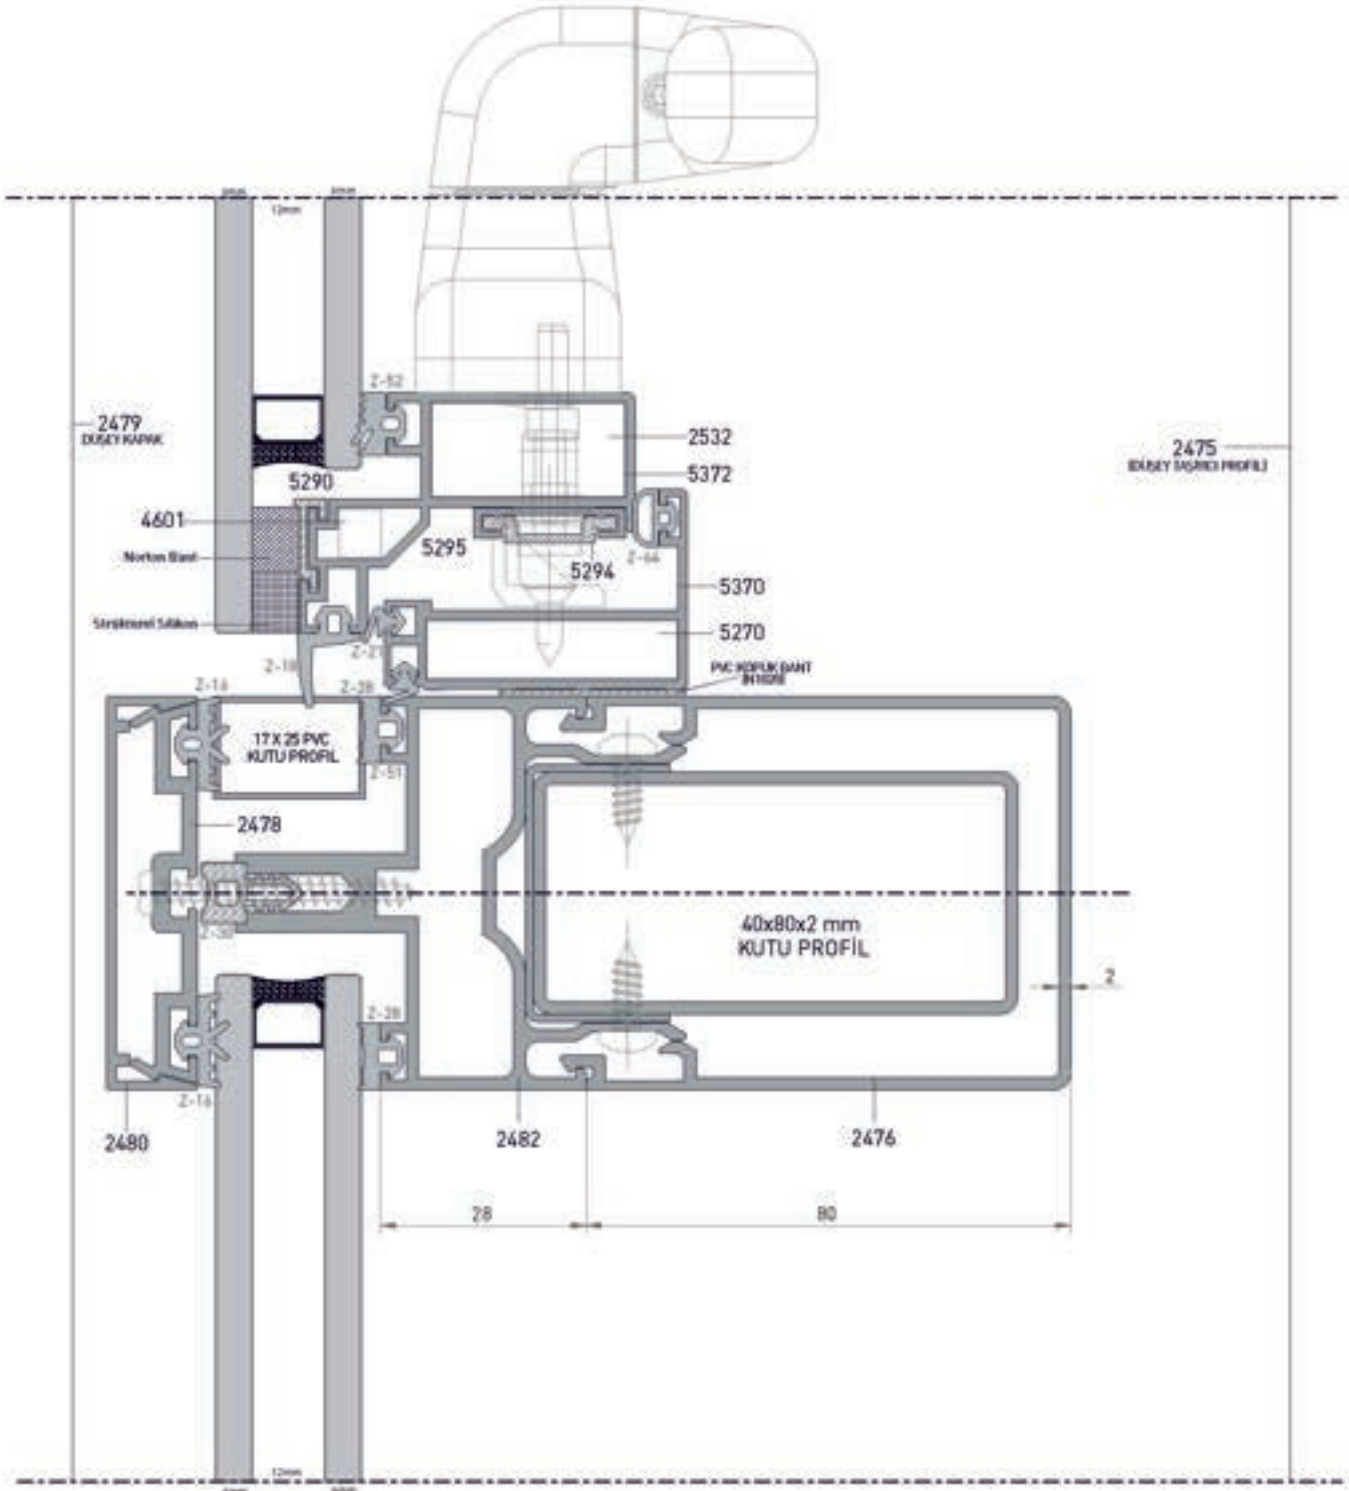 12mm
Z-52
2479
DÜŞEY KAPAK
2532
2475
(DÜŞEY TAŞIYICI PROFİL)
5372
5290
4601
5295
Norton Bant
5294
Z-64
5370
Strüktürel Silikon
5270
Z-21
Z-18
PVC KÖPÜK BANT
Z-16
Z-28
17 X 25 PVC
KUTU PROFİL
Z-51
2478
40x80x2 mm
KUTU PROFİL
Z-30
2
Z-28
Z-16
2480
2482
2476
28
80
12mm